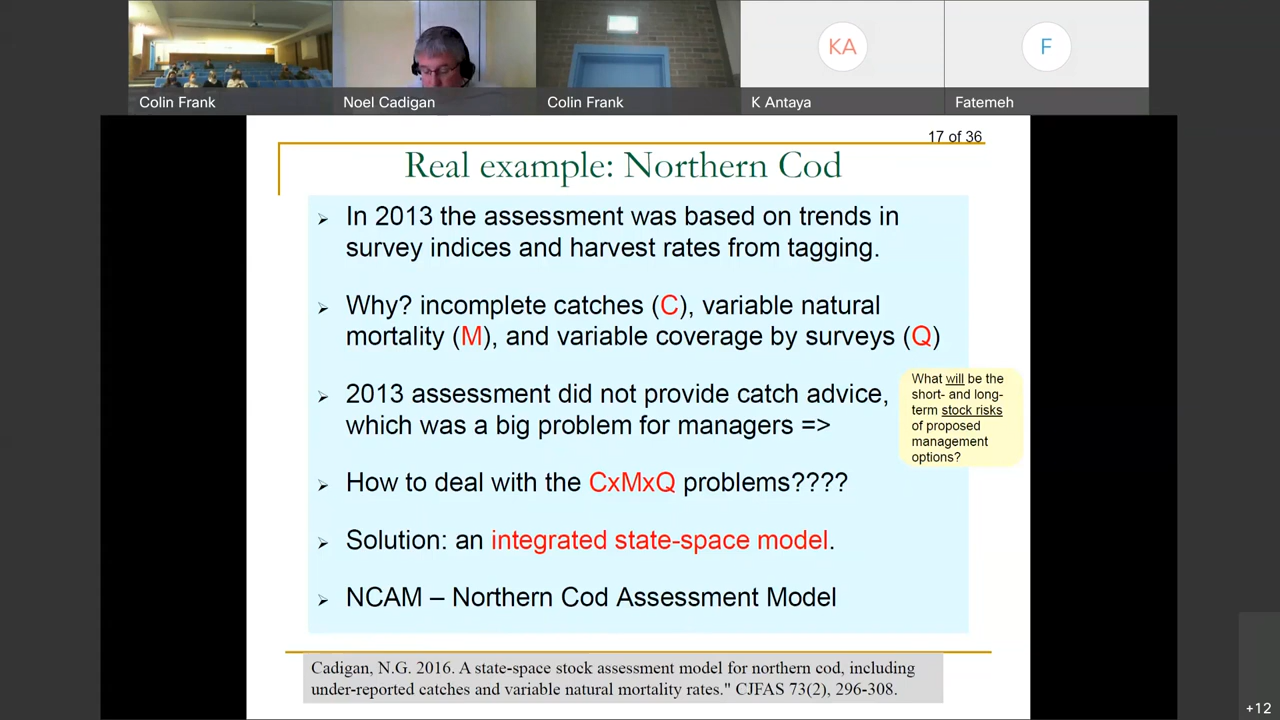 KA
F
Colin Frank
Noel Cadigan
Colin Frank
K Antaya
Fatemeh
17 of 36
Real example: Northern Cod
➢ In 2013 the assessment was based on trends in
survey indices and harvest rates from tagging.
➢ Why? incomplete catches (C), variable natural
mortality (M), and variable coverage by surveys (Q)
➢ 2013 assessment did not provide catch advice,
which was a big problem for managers =>
What will be the
short- and long-
term stock risks
of proposed
management
options?
➢ How to deal with the CxMxQ problems????
➢ Solution: an integrated state-space model.
➢ NCAM – Northern Cod Assessment Model
Cadigan, N.G. 2016. A state-space stock assessment model for northern cod, including
under-reported catches and variable natural mortality rates." CJFAS 73(2), 296-308.
+12